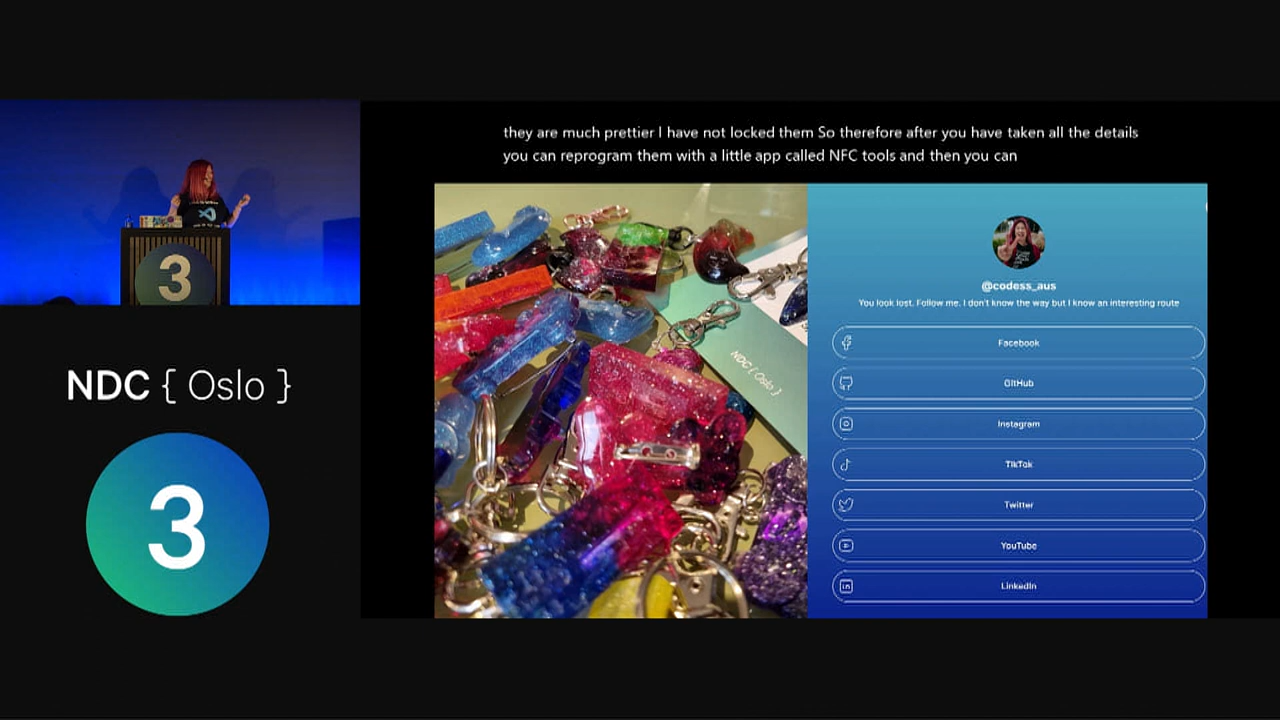 they are much prettier I have not locked them So therefore after you have taken all the details
you can reprogram them with a little app called NFC tools and then you can
3
NDC { Oslo }
3
NDC { Oslo }
@codess_aus
You look lost. Follow me. I don't know the way but I know an interesting route
Facebook
GitHub
Instagram
TikTok
Twitter
YouTube
LinkedIn